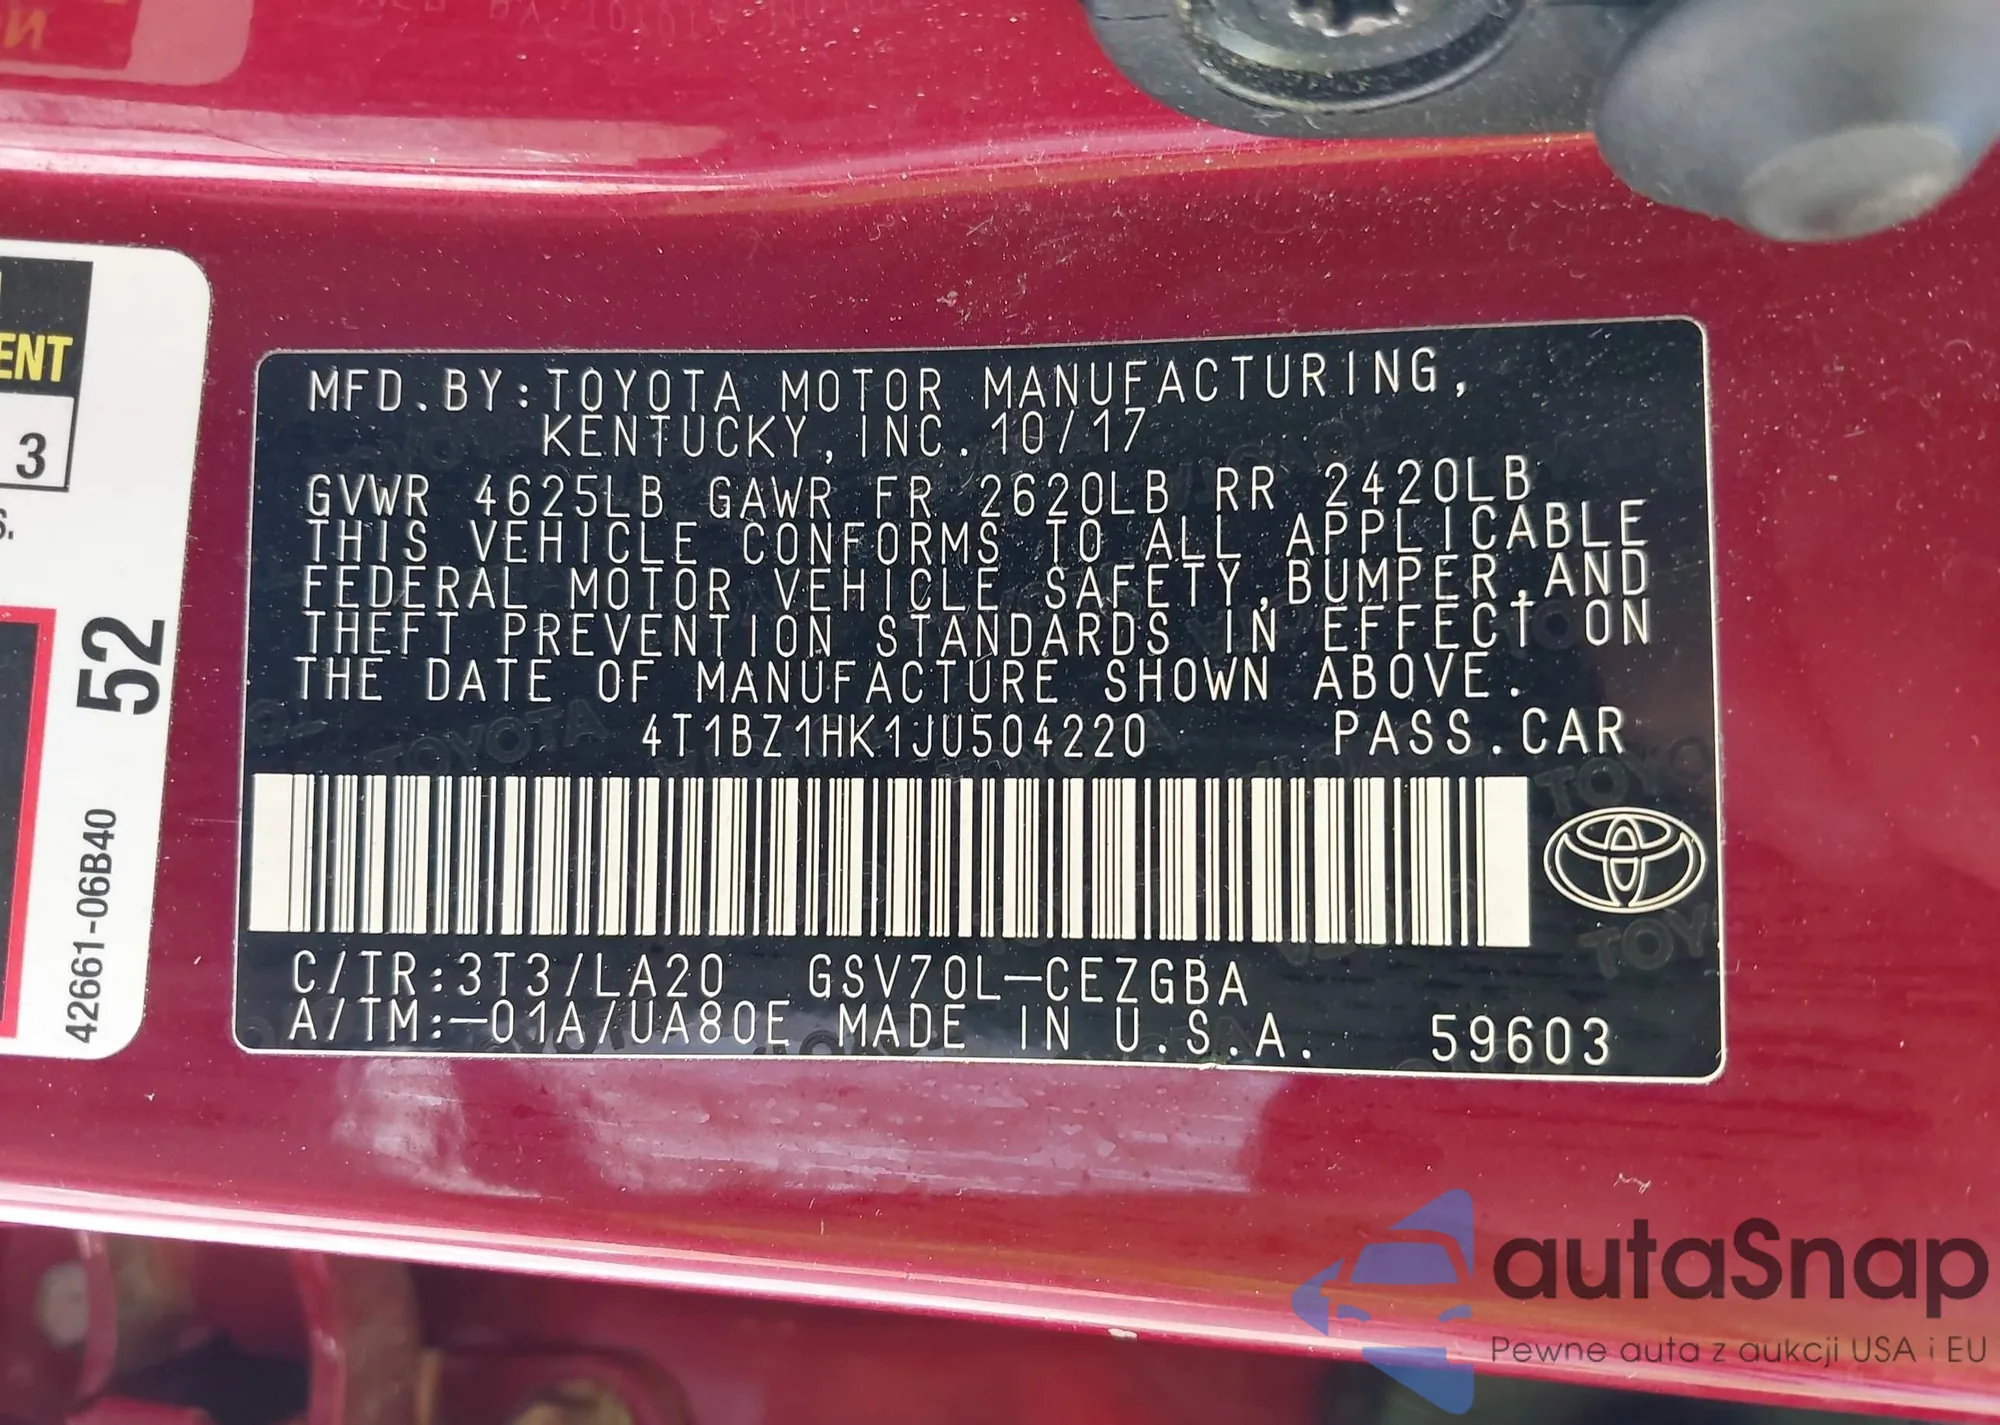 ENT
3
S.
52
42661-06B40
MFD.BY:TOYOTA MOTOR MANUFACTURING,
KENTUCKY,INC.10/17
GVWR 4625LB GAWR FR 2620LB RR 2420LB
THIS VEHICLE CONFORMS TO ALL APPLICABLE
FEDERAL MOTOR VEHICLE SAFETY,BUMPER,AND
THEFT PREVENTION STANDARDS IN EFFECT ON
THE DATE OF MANUFACTURE SHOWN ABOVE.
4T1BZ1HK1JU504220 PASS.CAR
C/TR:3T3/LA20 GSV70L-CEZGBA
A/TM:-01A/UA80E MADE IN U.S.A. 59603
autaSnap
Pewne auta z aukcji USA i EU